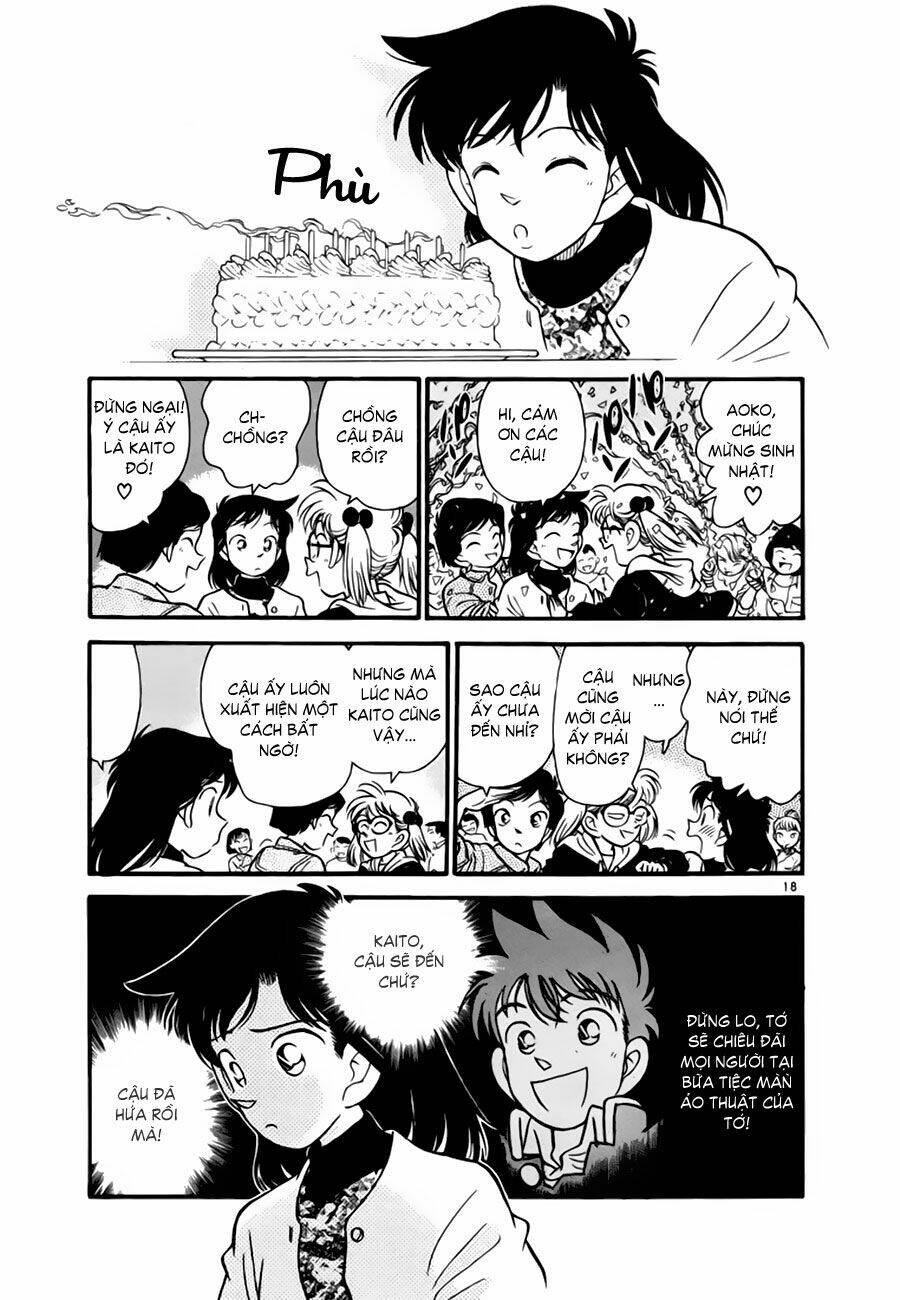 Phù
AOKO,
CHÚC
MỪNG SINH
NHẬT!
♡
HI, CẢM
ƠN CÁC
CẬU!
CHỒNG
CẬU ĐÂU
RỒI?
CH-
CHỒNG?
ĐỪNG NGẠI!
Ý CẬU ẤY
LÀ KAITO
ĐÓ!
♡
NÀY, ĐỪNG
NÓI THẾ
CHỨ!
NHƯNG
...
CẬU
CŨNG
MỜI CẬU
ẤY PHẢI
KHÔNG?
SAO CẬU
ẤY CHƯA
ĐẾN NHỈ?
NHƯNG MÀ
LÚC NÀO
KAITO CŨNG
VẬY...
CẬU ẤY LUÔN
XUẤT HIỆN MỘT
CÁCH BẤT
NGỜ!
18
ĐỪNG LO, TỚ
SẼ CHIÊU ĐÃI
MỌI NGƯỜI TẠI
BỮA TIỆC MÀN
ÁO THUẬT CỦA
TỚ!
KAITO,
CẬU SẼ ĐẾN
CHỨ?
CẬU ĐÃ
HỨA RỒI
MÀ!